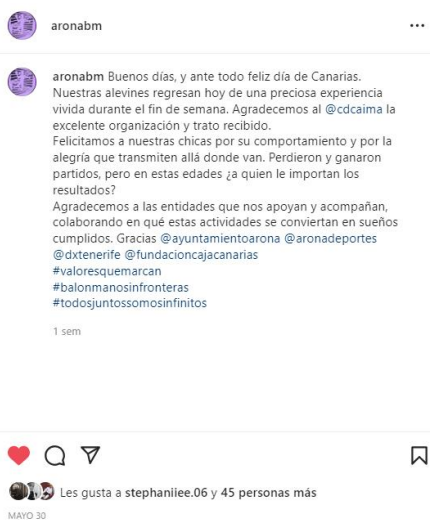 aronabm
aronabm Buenos días, y ante todo feliz día de Canarias.
Nuestras alevines regresan hoy de una preciosa experiencia
vivida durante el fin de semana. Agradecemos al @cdcaima la
excelente organización y trato recibido.
Felicitamos a nuestras chicas por su comportamiento y por la
alegría que transmiten allá donde van. Perdieron y ganaron
partidos, pero en estas edades ¿a quien le importan los
resultados?
Agradecemos a las entidades que nos apoyan y acompañan,
colaborando en qué estas actividades se conviertan en sueños
cumplidos. Gracias @ayuntamientoarona @aronadeportes
@dxtenerife @fundacioncajacanarias
#valoresquemarcan
#balonmanosinfronteras
#todosjuntossomosinfinitos
1 sem
Les gusta a stephaniiee.06 y 45 personas más
MAYO 30